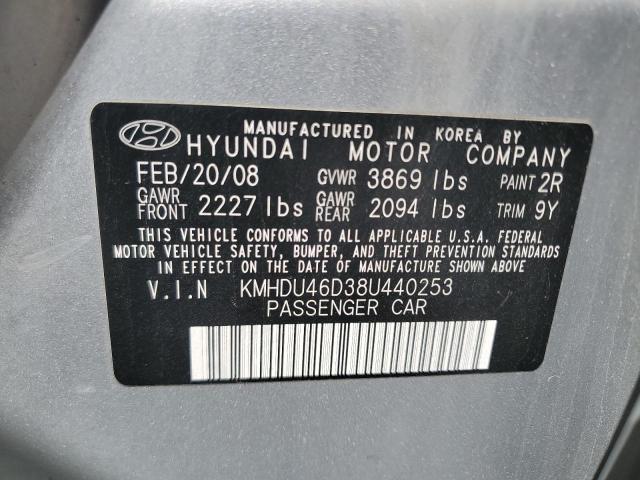 MANUFACTURED IN KOREA BY
HYUNDAI MOTOR COMPANY
FEB/20/08 GVWR 3869 lbs PAINT 2R
GAWR FRONT 2227 lbs GAWR REAR 2094 lbs TRIM 9Y
THIS VEHICLE CONFORMS TO ALL APPLICABLE U.S.A. FEDERAL
MOTOR VEHICLE SAFETY, BUMPER, AND THEFT PREVENTION STANDARDS
IN EFFECT ON THE DATE OF MANUFACTURE SHOWN ABOVE
V.I.N KMHDU46D38U440253
PASSENGER CAR